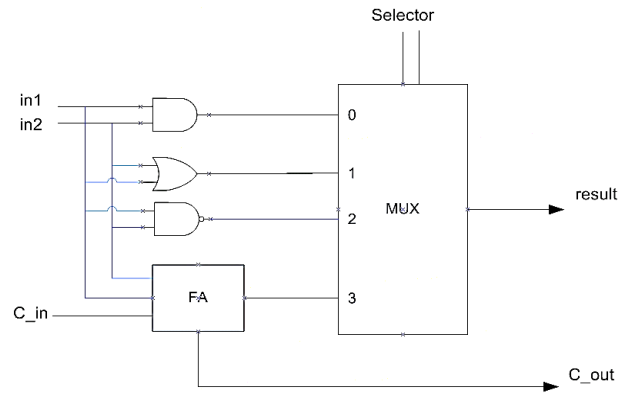 Selector
in1
in2
0
1
2
MUX
result
FA
3
C_in
C_out